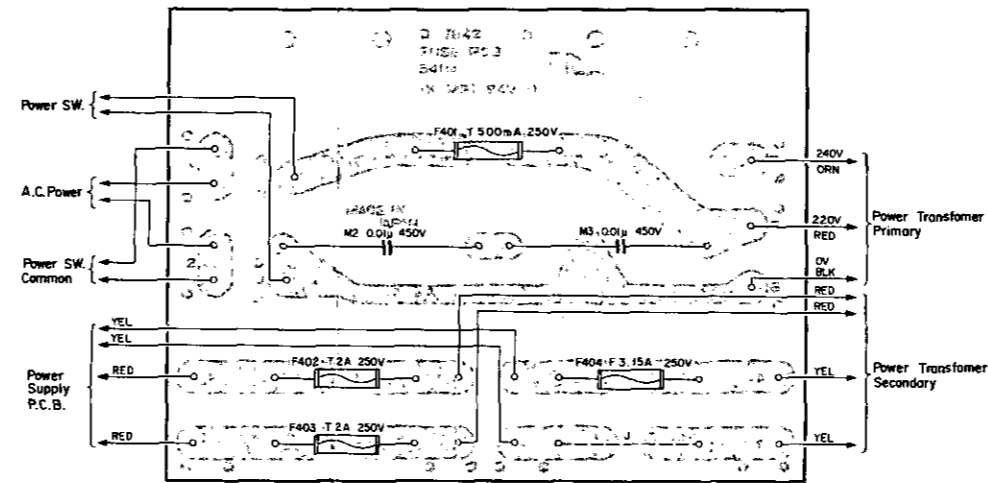 Power SW.
A.C. Power
Power SW.
Common
Power
Supply
P.C.B.
YEL
YEL
RED
RED
F401 T 500mA 250V
M2 0.01μ 450V
M3 0.01μ 450V
F402 T 2A 250V
F404 F 3.15A 250V
F403 T 2A 250V
J
240V
ORN
220V
RED
0V
BLK
RED
RED
YEL
YEL
Power Transfomer
Primary
Power Transfomer
Secondary